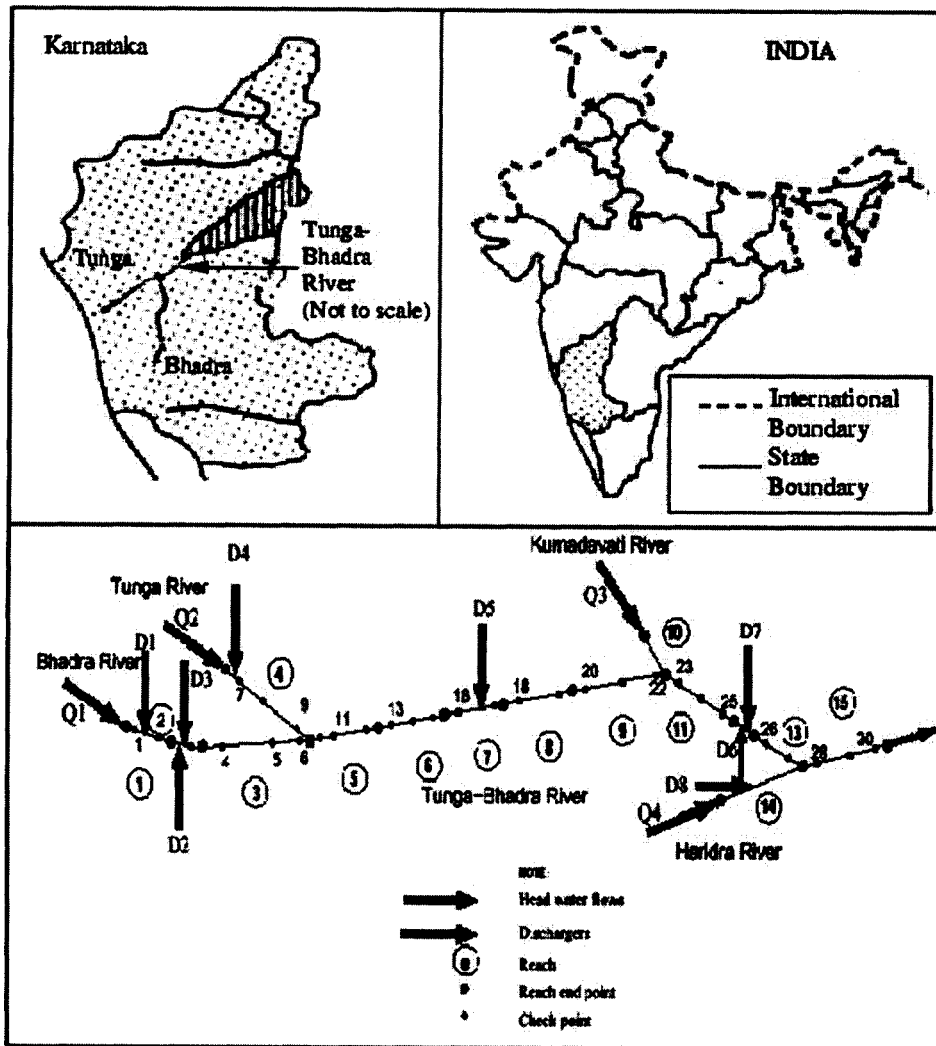 Karnataka
Tunga
Tunga-
Bhadra
River
(Not to scale)
Bhadra
INDIA
International
Boundary
State
Boundary
Kumadavati River
D4
Tunga River
Q2
D5
Q3
10
D7
D1
D3
Bhadra River
Q1
7
4
9
11
13
16
18
20
22
23
25
26
13
15
1
2
4
5
6
28
30
1
3
5
6
7
8
9
11
D6
D8
14
Q4
D2
Tunga-Bhadra River
Haridra River
NOTE
Head water flows
Dischargers
Reach
Reach end point
Check point